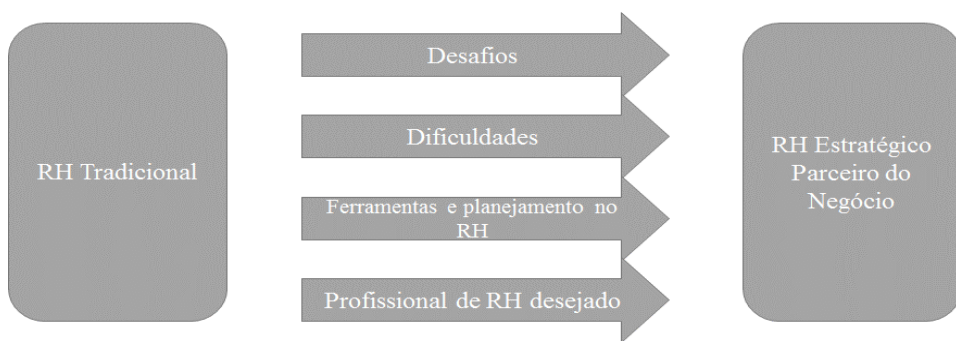 RH Tradicional
Desafios
Dificuldades
Ferramentas e planejamento no
RH
Profissional de RH desejado
RH Estratégico
Parceiro do
Negócio